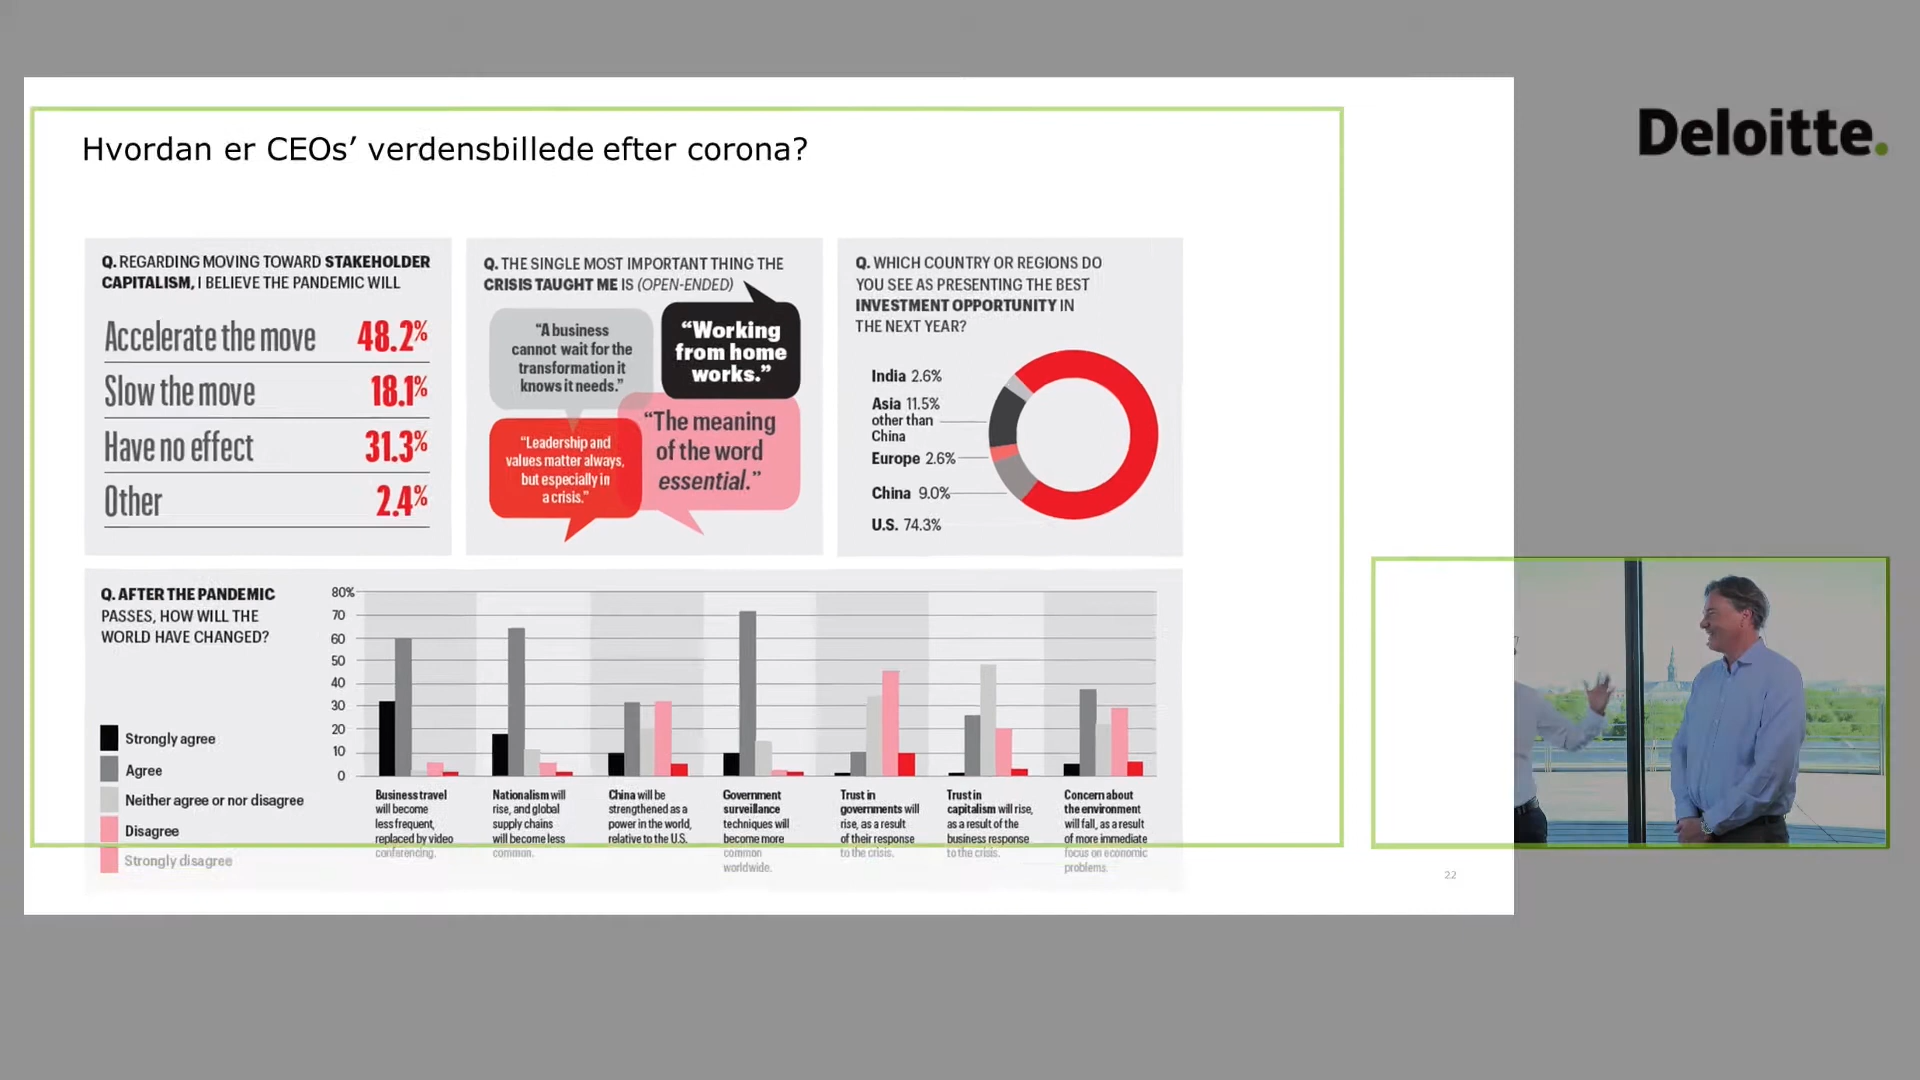 Hvordan er CEOs’ verdensbillede efter corona?
Deloitte.
Q. REGARDING MOVING TOWARD STAKEHOLDER
CAPITALISM, I BELIEVE THE PANDEMIC WILL
Accelerate the move 48.2%
Slow the move 18.1%
Have no effect 31.3%
Other 2.4%
Q. THE SINGLE MOST IMPORTANT THING THE
CRISIS TAUGHT ME IS (OPEN-ENDED)
“A business
cannot wait for the
transformation it
knows it needs.”
“Working
from home
works.”
“Leadership and
values matter always,
but especially in
a crisis.”
“The meaning
of the word
essential.”
Q. WHICH COUNTRY OR REGIONS DO
YOU SEE AS PRESENTING THE BEST
INVESTMENT OPPORTUNITY IN
THE NEXT YEAR?
India 2.6%
Asia 11.5%
other than
China
Europe 2.6%
China 9.0%
U.S. 74.3%
Q. AFTER THE PANDEMIC
PASSES, HOW WILL THE
WORLD HAVE CHANGED?
Strongly agree
Agree
Neither agree or nor disagree
Disagree
Strongly disagree
80%
70
60
50
40
30
20
10
0
Business travel
will become
less frequent,
replaced by video
conferencing.
Nationalism will
rise, and global
supply chains
will become less
common.
China will be
strengthened as a
power in the world,
relative to the U.S.
Government
surveillance
techniques will
become more
common
worldwide.
Trust in
governments will
rise, as a result
of their response
to the crisis.
Trust in
capitalism will rise,
as a result of the
business response
to the crisis.
Concern about
the environment
will fall, as a result
of more immediate
focus on economic
problems.
22